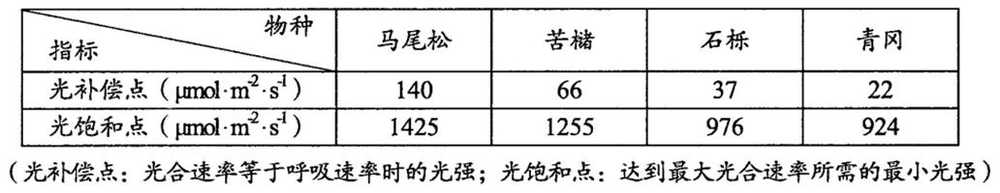 物种
指标 马尾松 苦槠 石栎 青冈
光补偿点（μmol·m⁻²·s⁻¹） 140 66 37 22
光饱和点（μmol·m⁻²·s⁻¹） 1425 1255 976 924
（光补偿点：光合速率等于呼吸速率时的光强；光饱和点：达到最大光合速率所需的最小光强）